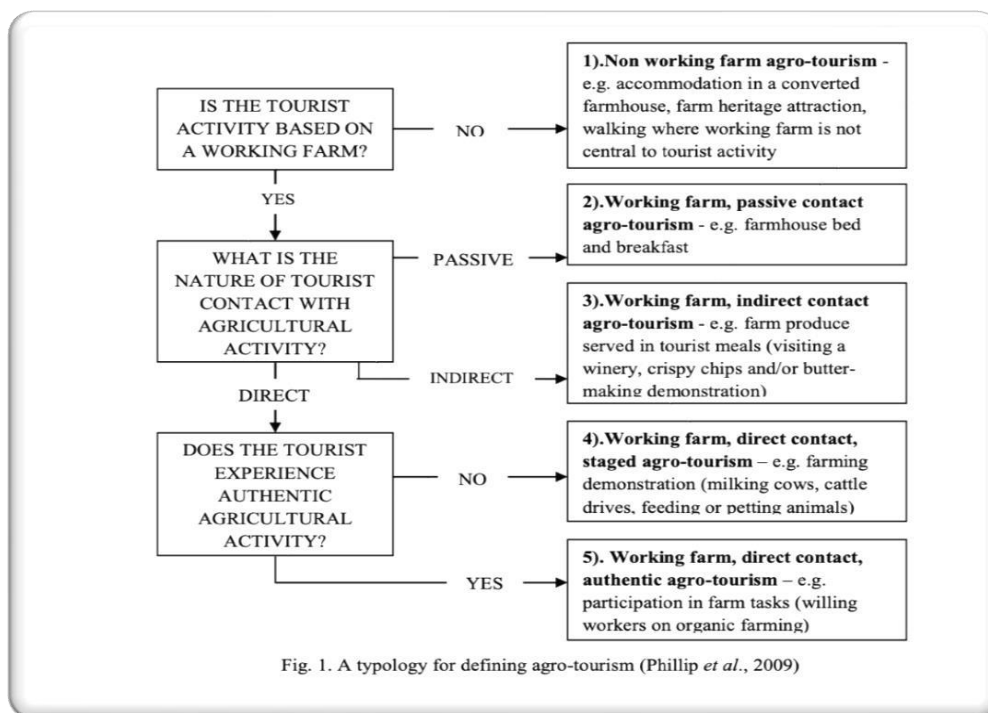 IS THE TOURIST
ACTIVITY BASED ON
A WORKING FARM?
NO
1).Non working farm agro-tourism -
e.g. accommodation in a converted
farmhouse, farm heritage attraction,
walking where working farm is not
central to tourist activity
YES
WHAT IS THE
NATURE OF TOURIST
CONTACT WITH
AGRICULTURAL
ACTIVITY?
PASSIVE
2).Working farm, passive contact
agro-tourism - e.g. farmhouse bed
and breakfast
INDIRECT
3).Working farm, indirect contact
agro-tourism - e.g. farm produce
served in tourist meals (visiting a
winery, crispy chips and/or butter-
making demonstration)
DIRECT
DOES THE TOURIST
EXPERIENCE
AUTHENTIC
AGRICULTURAL
ACTIVITY?
NO
4).Working farm, direct contact,
staged agro-tourism – e.g. farming
demonstration (milking cows, cattle
drives, feeding or petting animals)
YES
5). Working farm, direct contact,
authentic agro-tourism – e.g.
participation in farm tasks (willing
workers on organic farming)
Fig. 1. A typology for defining agro-tourism (Phillip et al., 2009)